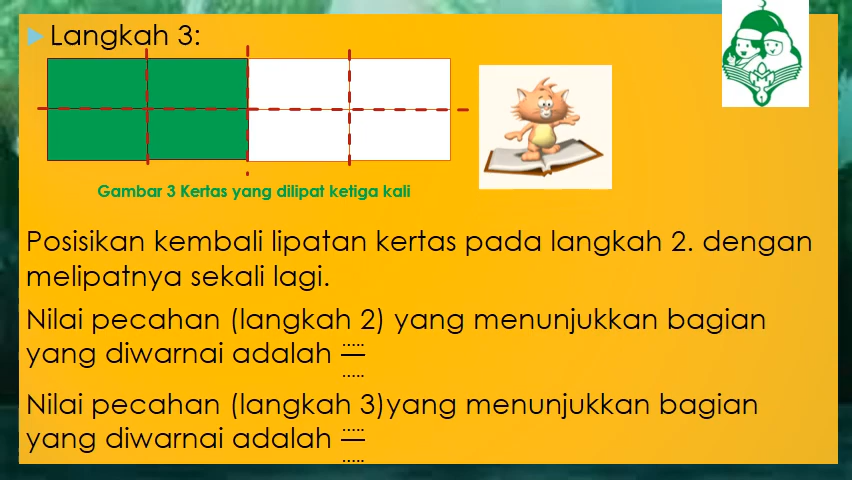 Langkah 3:
Gambar 3 Kertas yang dilipat ketiga kali
Posisikan kembali lipatan kertas pada langkah 2. dengan
melipatnya sekali lagi.
Nilai pecahan (langkah 2) yang menunjukkan bagian
yang diwarnai adalah ...../.....
Nilai pecahan (langkah 3)yang menunjukkan bagian
yang diwarnai adalah ...../.....